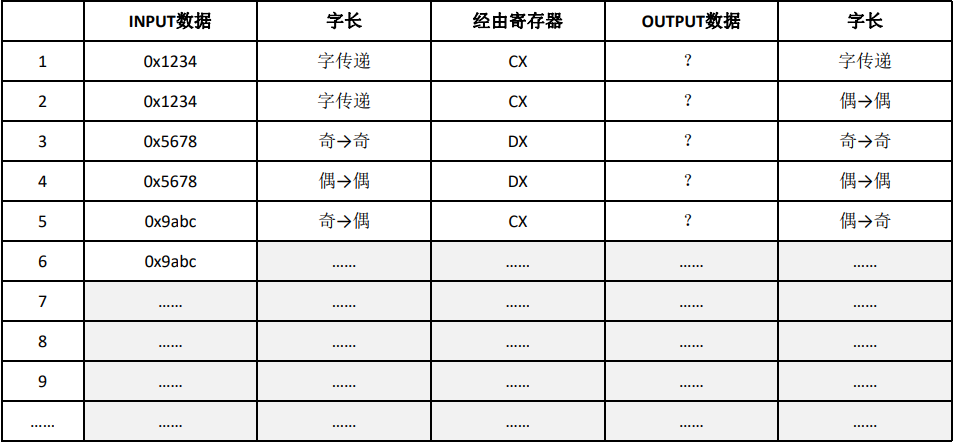 INPUT数据 字长 经由寄存器 OUTPUT数据 字长
1 0x1234 字传递 CX ? 字传递
2 0x1234 字传递 CX ? 偶→偶
3 0x5678 奇→奇 DX ? 奇→奇
4 0x5678 偶→偶 DX ? 偶→偶
5 0x9abc 奇→偶 CX ? 偶→奇
6 0x9abc …… …… …… ……
7 …… …… …… …… ……
8 …… …… …… …… ……
9 …… …… …… …… ……
…… …… …… …… …… ……